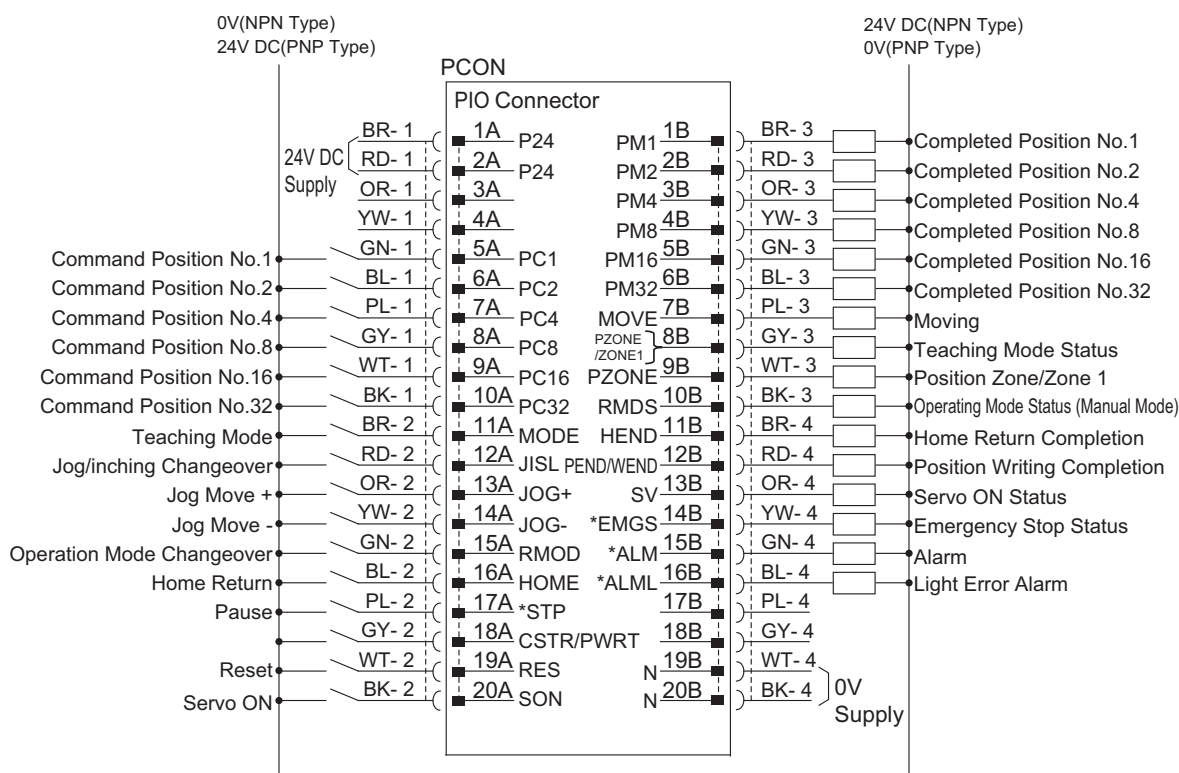 0V(NPN Type)
24V DC(PNP Type)
24V DC(NPN Type)
0V(PNP Type)
PCON
PIO Connector
24V DC
Supply
BR- 1 1A P24 PM1 1B BR- 3 Completed Position No.1
RD- 1 2A P24 PM2 2B RD- 3 Completed Position No.2
OR- 1 3A PM4 3B OR- 3 Completed Position No.4
YW- 1 4A PM8 4B YW- 3 Completed Position No.8
Command Position No.1 GN- 1 5A PC1 PM16 5B GN- 3 Completed Position No.16
Command Position No.2 BL- 1 6A PC2 PM32 6B BL- 3 Completed Position No.32
Command Position No.4 PL- 1 7A PC4 MOVE 7B PL- 3 Moving
Command Position No.8 GY- 1 8A PC8 PZONE /ZONE1 8B GY- 3 Teaching Mode Status
Command Position No.16 WT- 1 9A PC16 PZONE 9B WT- 3 Position Zone/Zone 1
Command Position No.32 BK- 1 10A PC32 RMDS 10B BK- 3 Operating Mode Status (Manual Mode)
Teaching Mode BR- 2 11A MODE HEND 11B BR- 4 Home Return Completion
Jog/inching Changeover RD- 2 12A JISL PEND/WEND 12B RD- 4 Position Writing Completion
Jog Move + OR- 2 13A JOG+ SV 13B OR- 4 Servo ON Status
Jog Move - YW- 2 14A JOG- *EMGS 14B YW- 4 Emergency Stop Status
Operation Mode Changeover GN- 2 15A RMOD *ALM 15B GN- 4 Alarm
Home Return BL- 2 16A HOME *ALML 16B BL- 4 Light Error Alarm
Pause PL- 2 17A *STP 17B PL- 4
GY- 2 18A CSTR/PWRT 18B GY- 4
Reset WT- 2 19A RES N 19B WT- 4
Servo ON BK- 2 20A SON N 20B BK- 4
0V
Supply